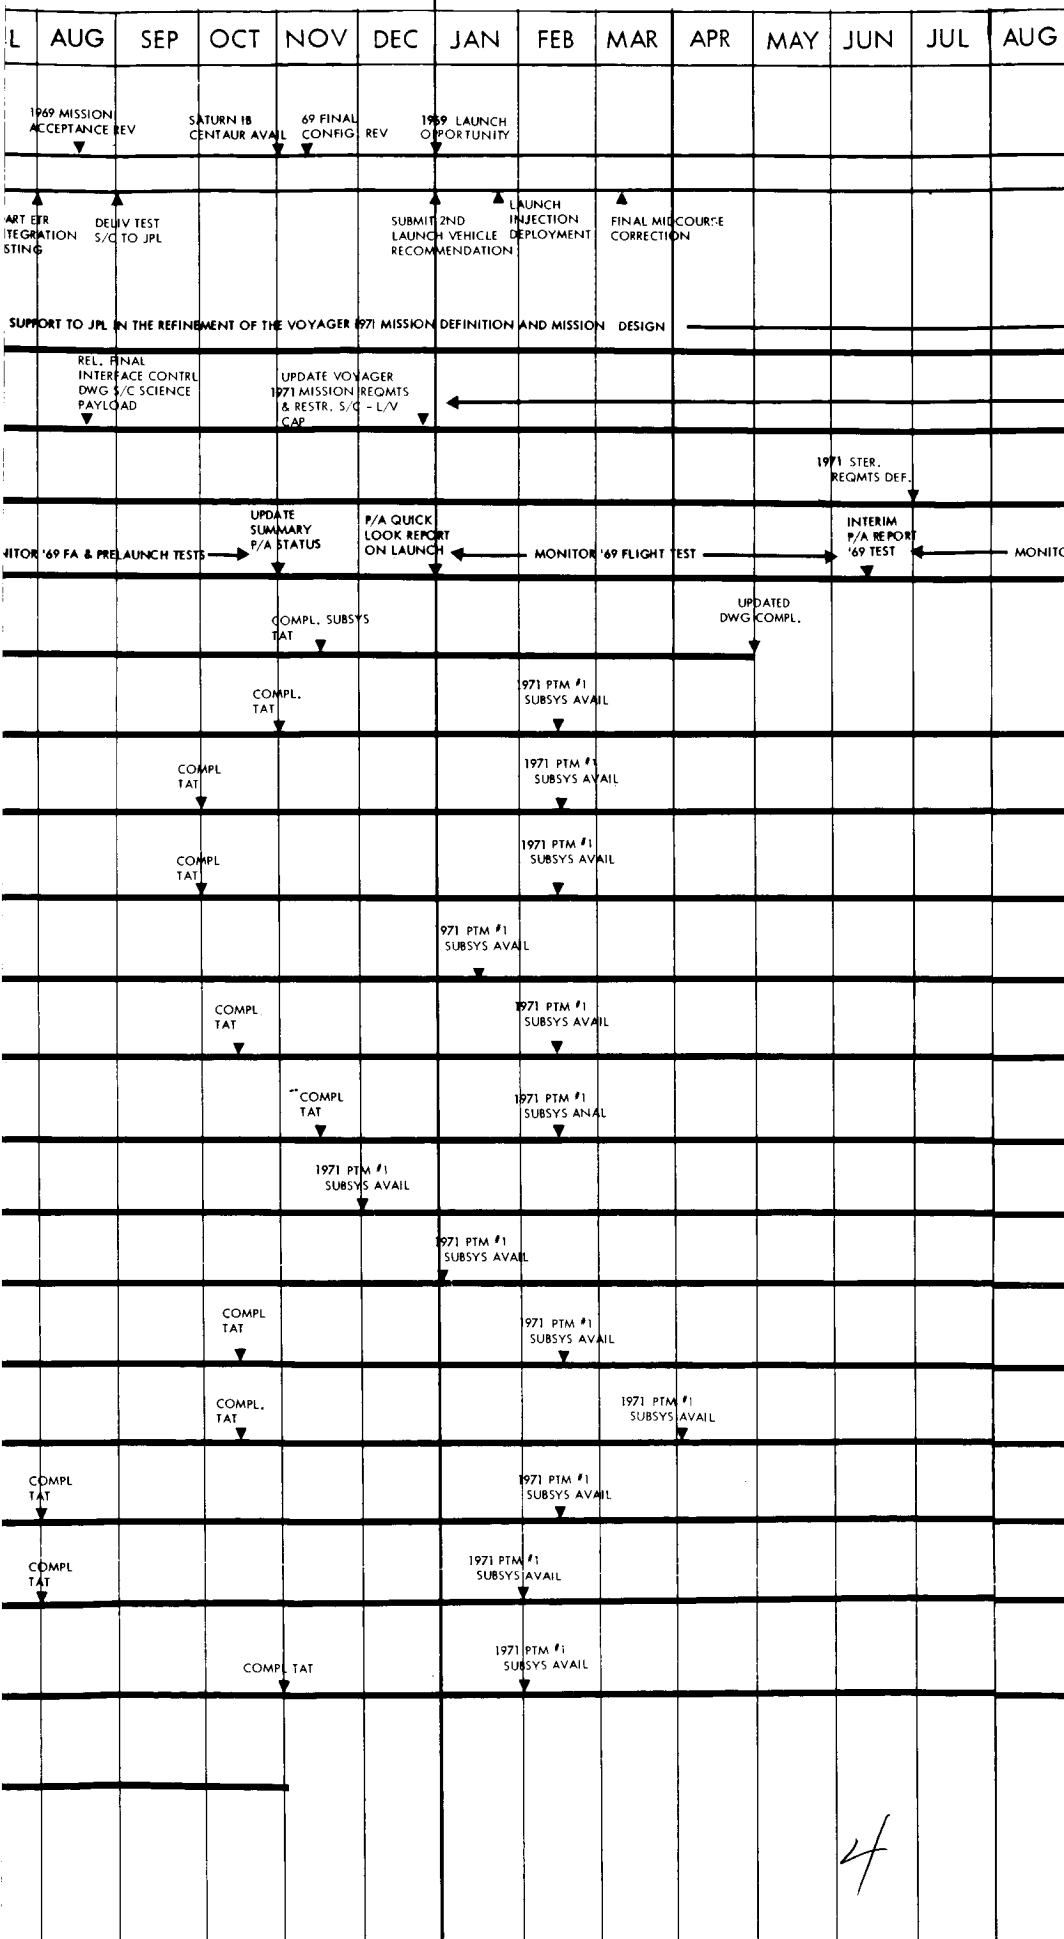 L AUG SEP OCT NOV DEC JAN FEB MAR APR MAY JUN JUL AUG
1969 MISSION
ACCEPTANCE REV
SATURN IB
CENTAUR AVAIL
69 FINAL
CONFIG. REV
1969 LAUNCH
OPPORTUNITY
ART ETR
TEGRATION
STING
DELIV TEST
S/C TO JPL
SUBMIT 2ND
LAUNCH VEHICLE
RECOMMENDATION
LAUNCH
INJECTION
DEPLOYMENT
FINAL MIDCOURSE
CORRECTION
SUPPORT TO JPL IN THE REFINEMENT OF THE VOYAGER 1971 MISSION DEFINITION AND MISSION DESIGN
REL. FINAL
INTERFACE CONTRL
DWG S/C SCIENCE
PAYLOAD
UPDATE VOYAGER
1971 MISSION REQMTS
& RESTR. S/C - L/V
CAP
1971 STER.
REQMTS DEF.
NITOR '69 FA & PRELAUNCH TESTS
UPDATE
SUMMARY
P/A STATUS
P/A QUICK
LOOK REPORT
ON LAUNCH
MONITOR '69 FLIGHT TEST
INTERIM
P/A REPORT
'69 TEST
MONITO
COMPL. SUBSYS
TAT
UPDATED
DWG COMPL.
COMPL.
TAT
1971 PTM #1
SUBSYS AVAIL
COMPL
TAT
1971 PTM #1
SUBSYS AVAIL
COMPL
TAT
1971 PTM #1
SUBSYS AVAIL
1971 PTM #1
SUBSYS AVAIL
COMPL
TAT
1971 PTM #1
SUBSYS AVAIL
COMPL
TAT
1971 PTM #1
SUBSYS ANAL
1971 PTM #1
SUBSYS AVAIL
1971 PTM #1
SUBSYS AVAIL
COMPL
TAT
1971 PTM #1
SUBSYS AVAIL
COMPL.
TAT
1971 PTM #1
SUBSYS AVAIL
COMPL
TAT
1971 PTM #1
SUBSYS AVAIL
COMPL
TAT
1971 PTM #1
SUBSYS AVAIL
COMPL TAT
1971 PTM #1
SUBSYS AVAIL
4